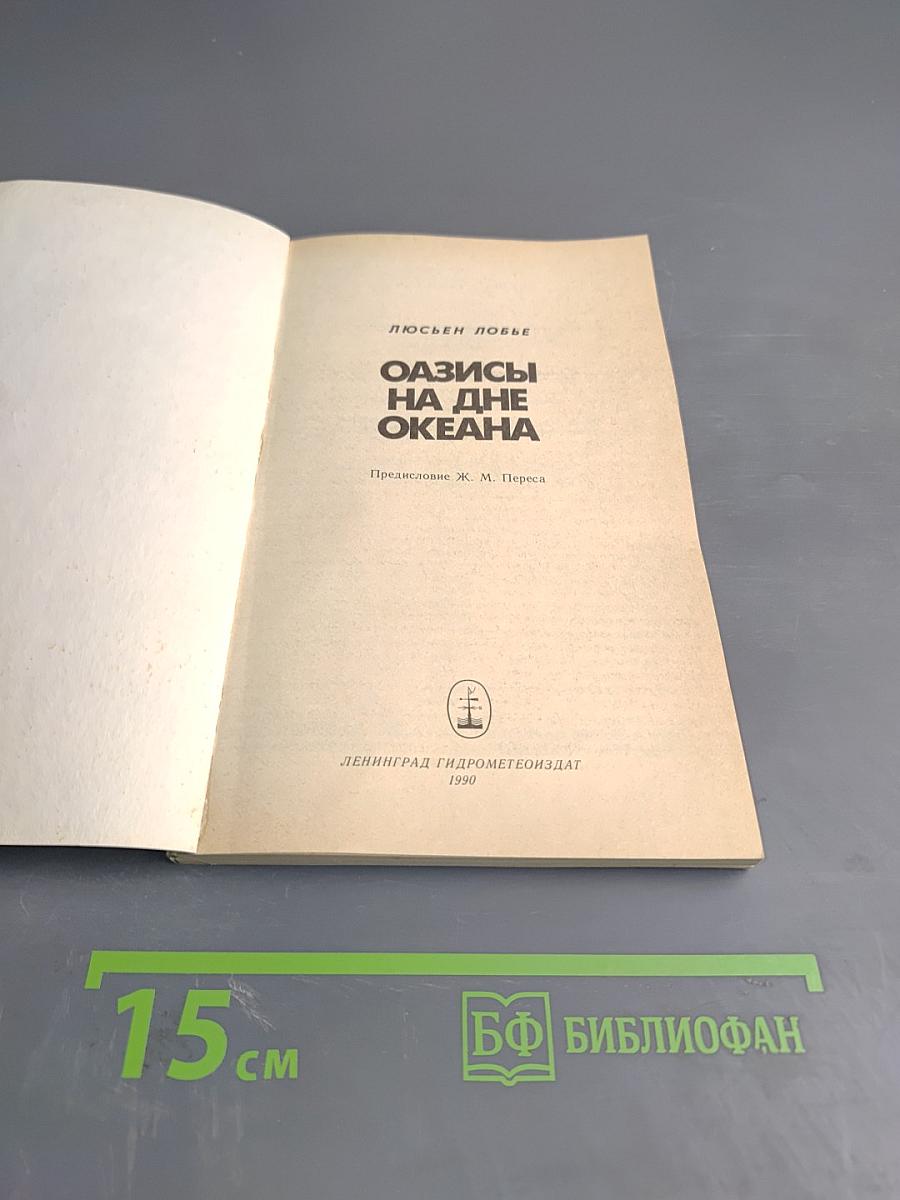 ЛЮСЬЕН ЛОБЬЕ
ОАЗИСЫ
НА ДНЕ
ОКЕАНА
Предисловие Ж. М. Переса
ЛЕНИНГРАД ГИДРОМЕТЕОИЗДАТ
1990
15 см
БФ БИБЛИОФАН